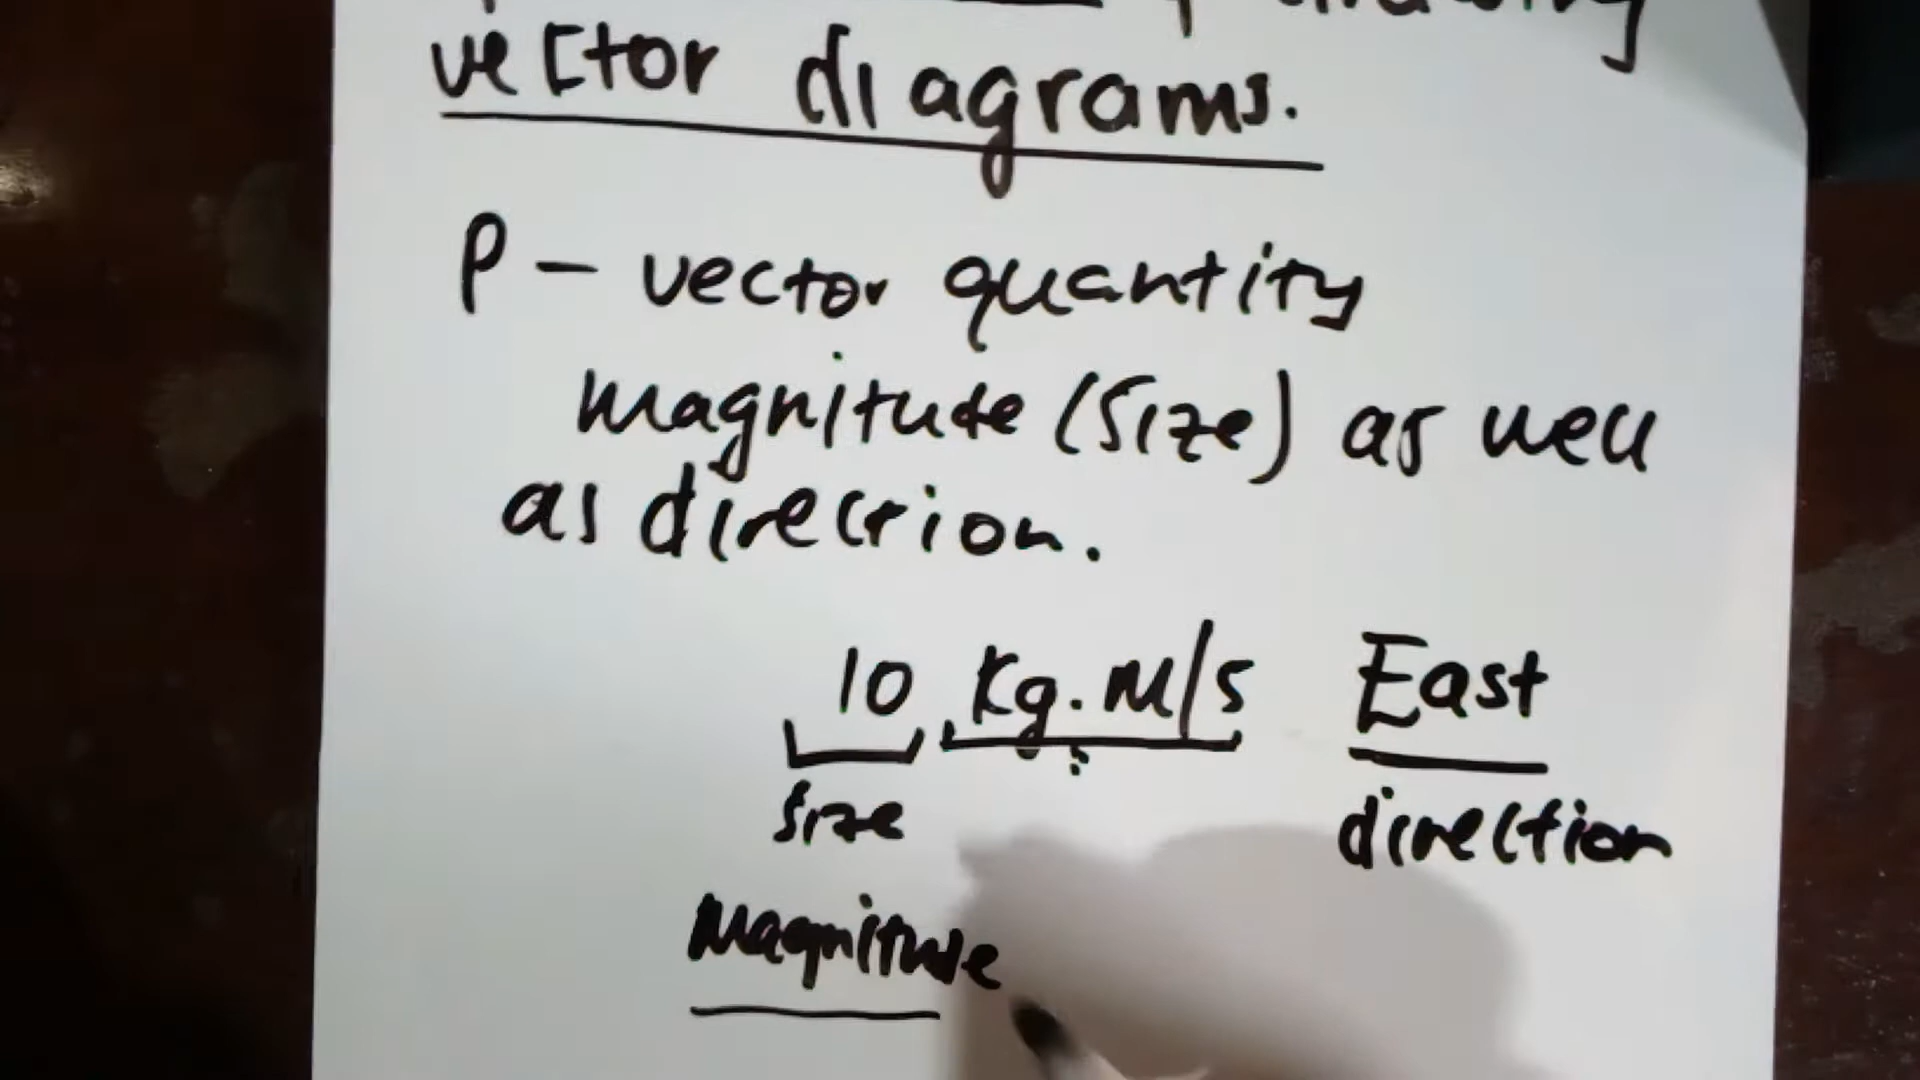 vector diagrams.
P - vector quantity
magnitude (size) as well
as direction.
10 Kg.m/s East
size direction
Magnitude